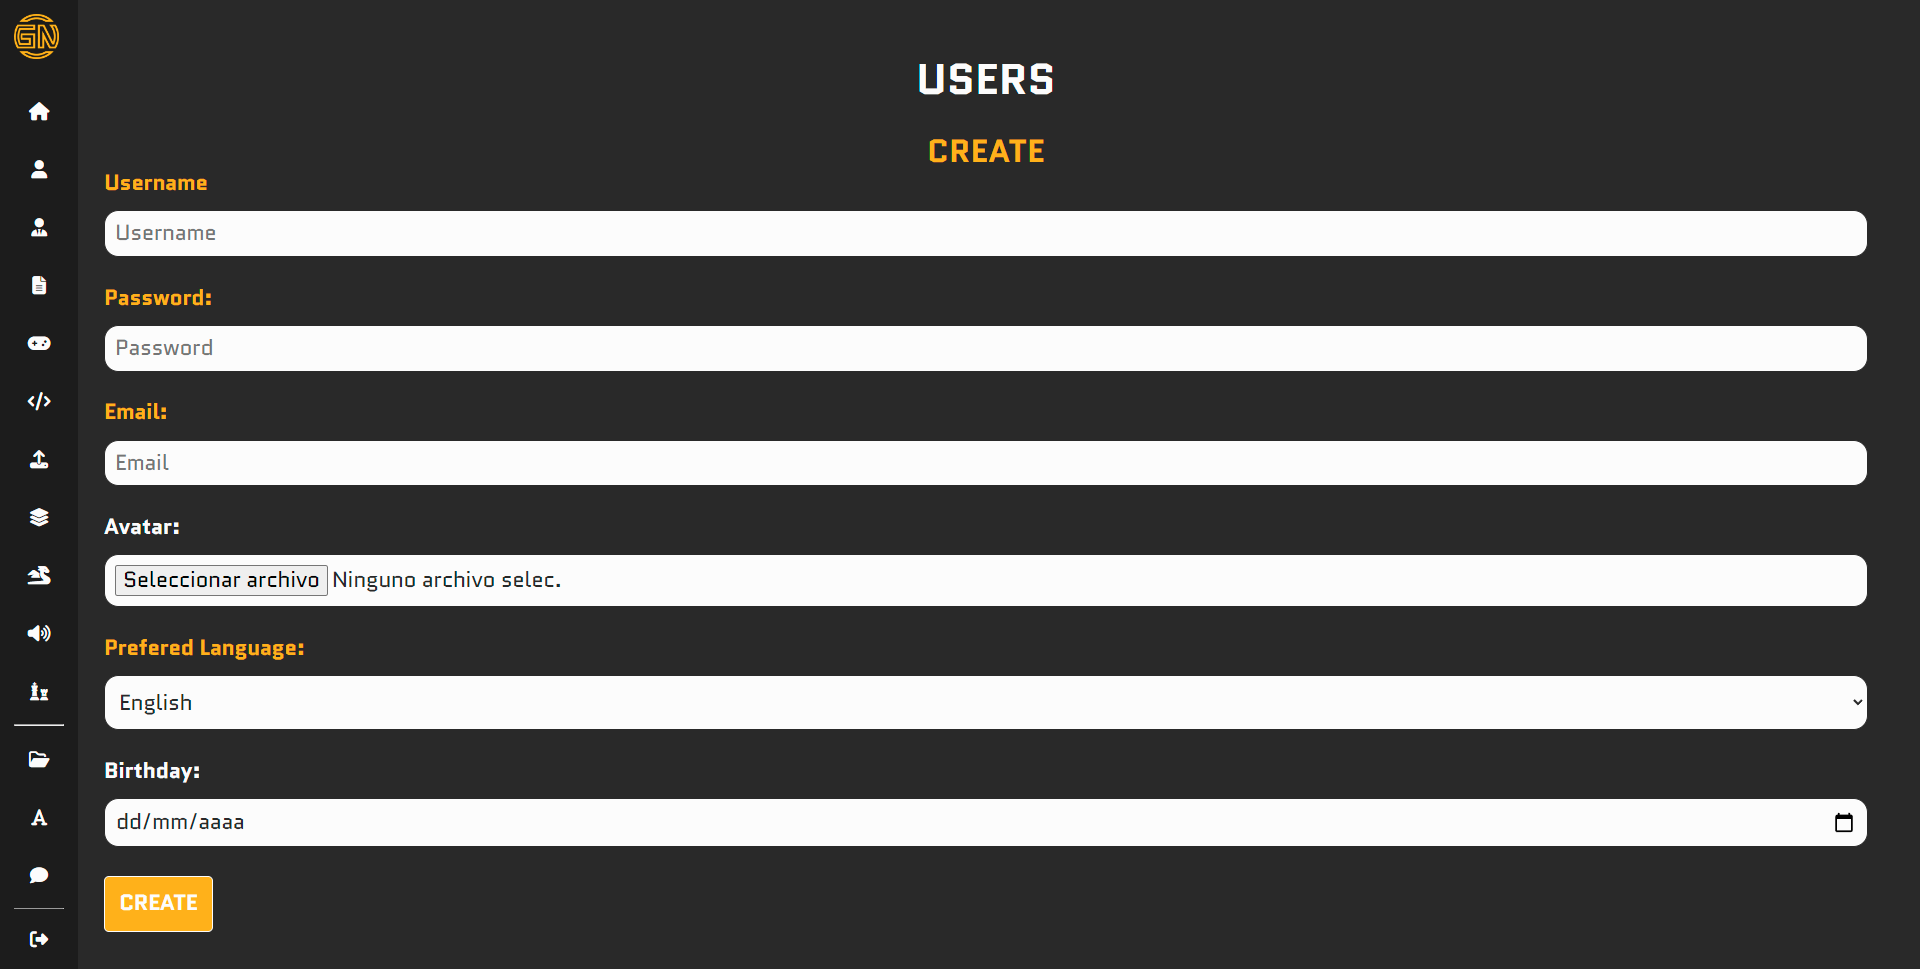 GN
USERS
CREATE
Username
Username
Password:
Password
Email:
Email
Avatar:
Seleccionar archivo Ninguno archivo selec.
Prefered Language:
English
Birthday:
dd/mm/aaaa
CREATE